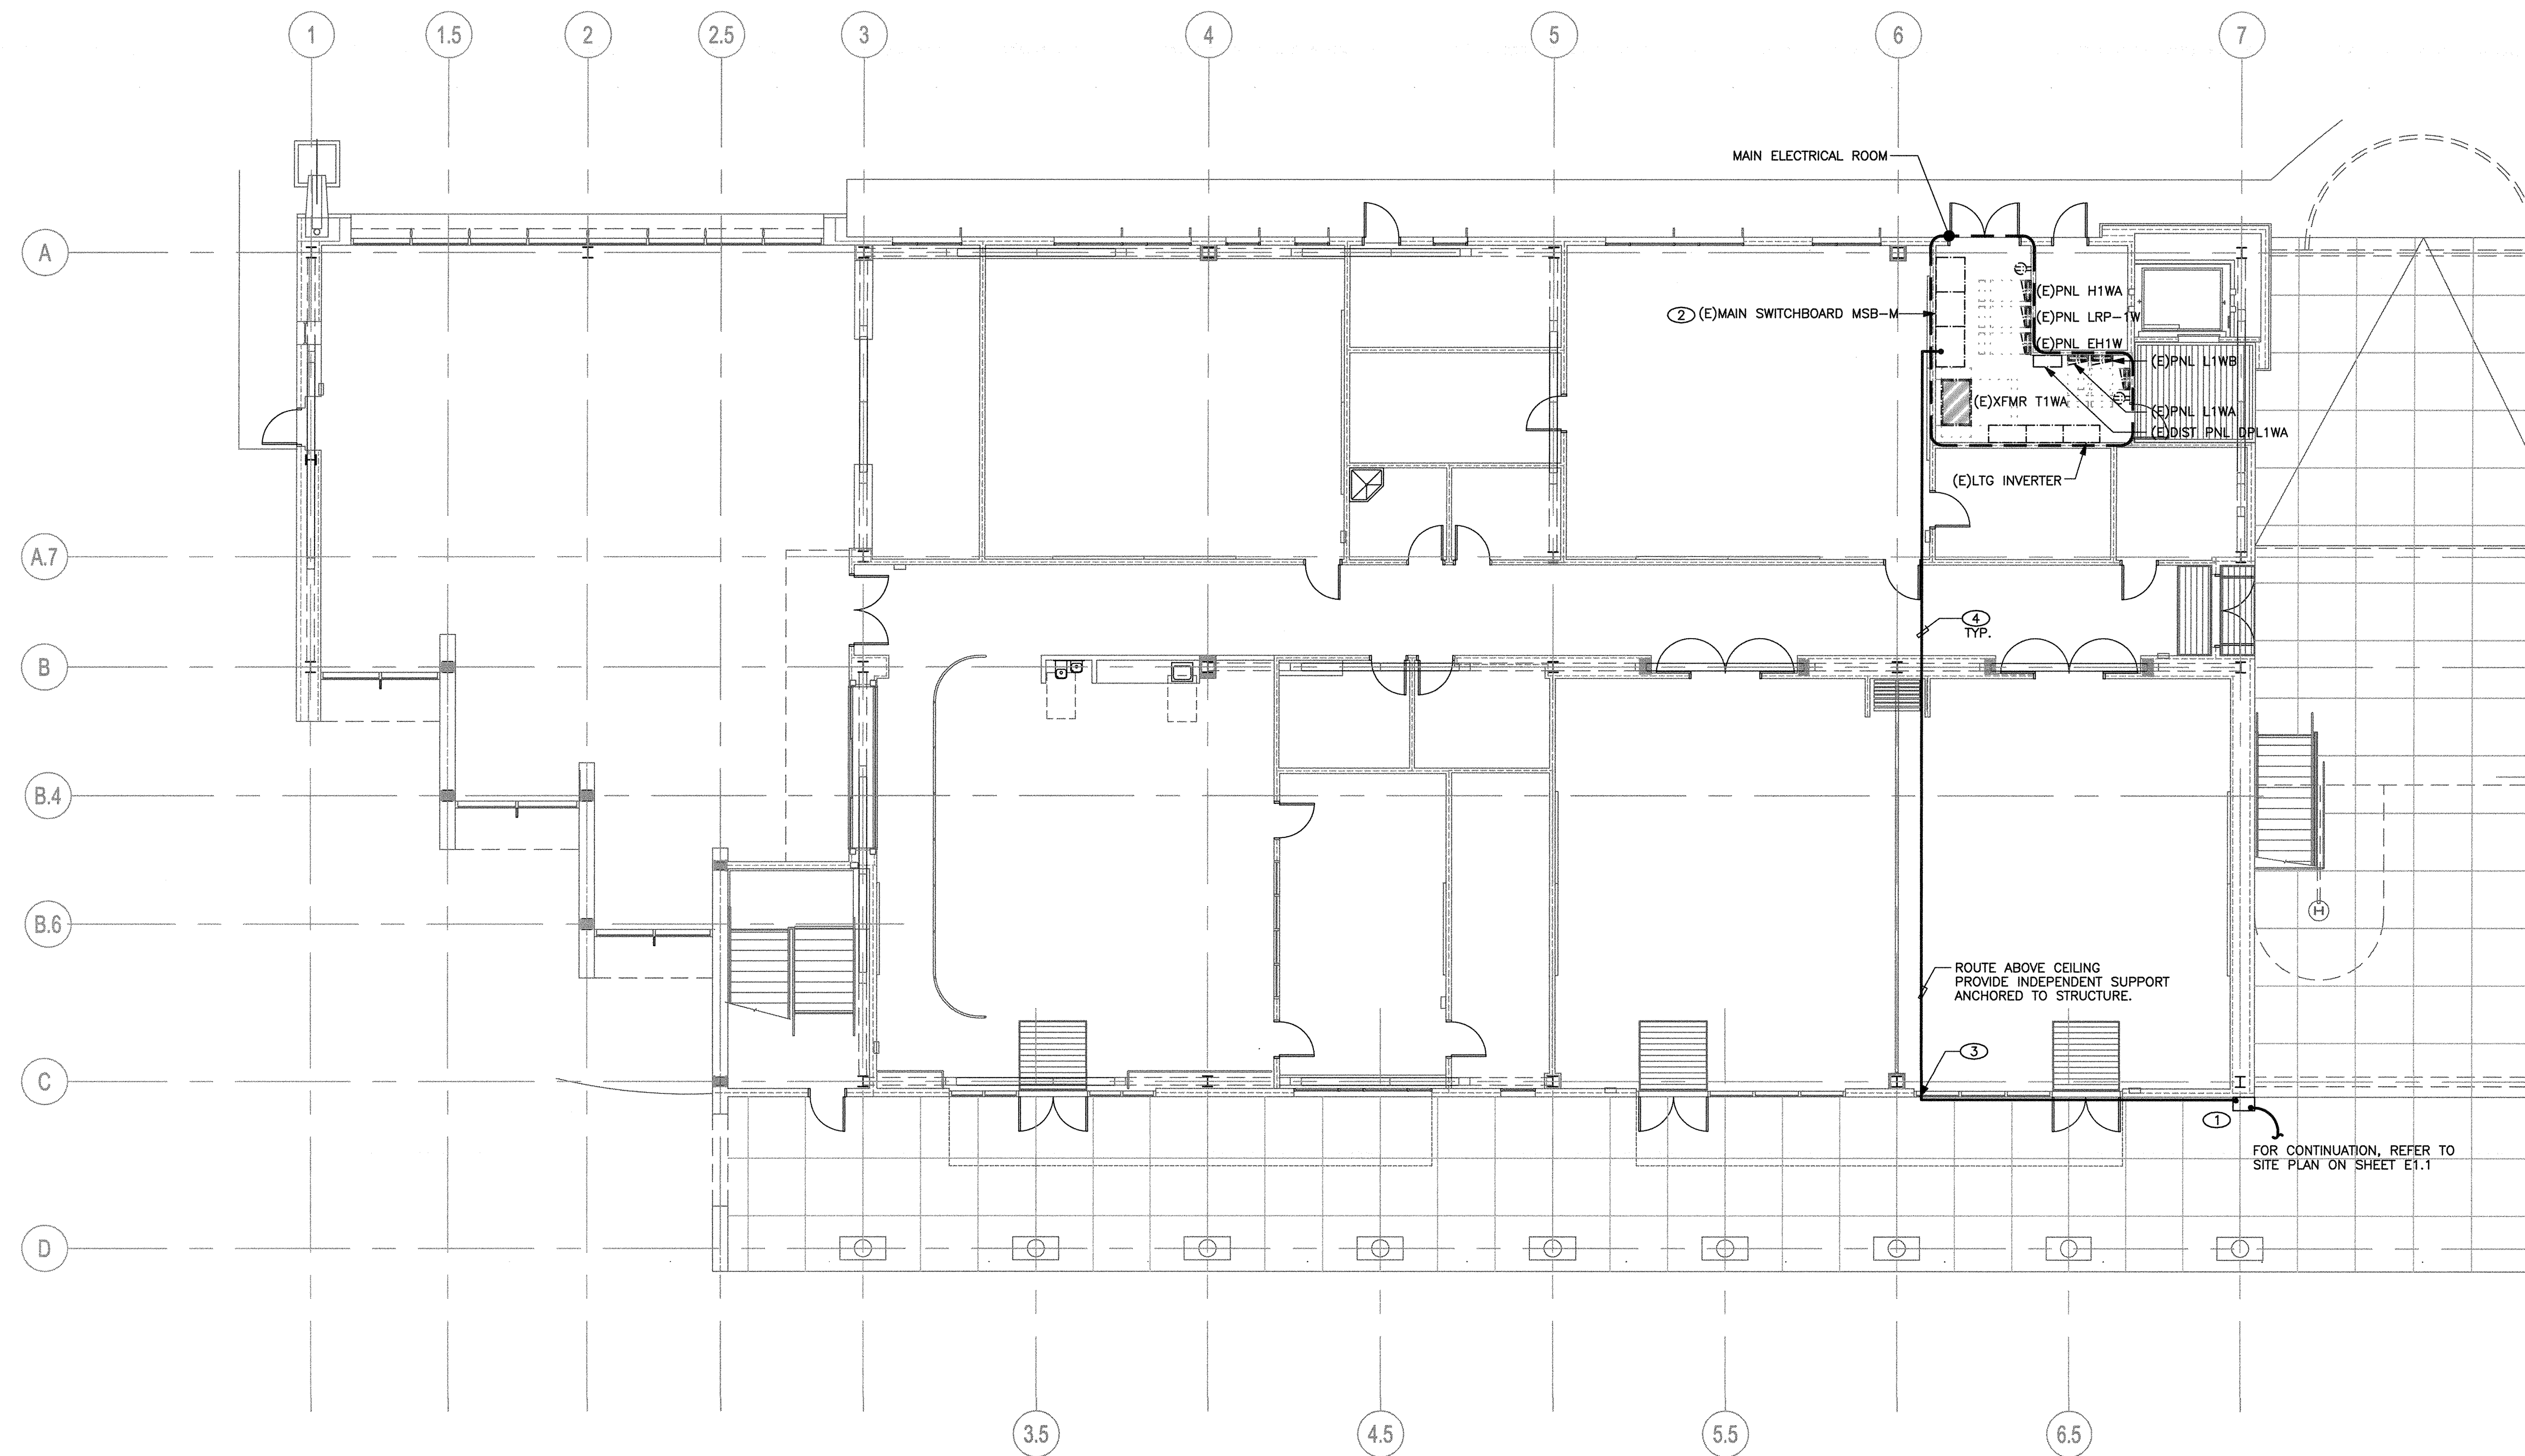 1
1.5
2
2.5
3
4
5
6
7
MAIN ELECTRICAL ROOM
A
(E)PNL H1WA
2 (E)MAIN SWITCHBOARD MSB-M
(E)PNL LRP-1W
(E)PNL EH1W
(E)PNL L1WB
(E)XFMR T1WA
(E)PNL L1WA
(E)DIST PNL DPL1WA
(E)LTG INVERTER
A.7
4
TYP.
B
B.4
B.6
H
ROUTE ABOVE CEILING
PROVIDE INDEPENDENT SUPPORT
ANCHORED TO STRUCTURE.
3
C
1
FOR CONTINUATION, REFER TO
SITE PLAN ON SHEET E1.1
D
3.5
4.5
5.5
6.5